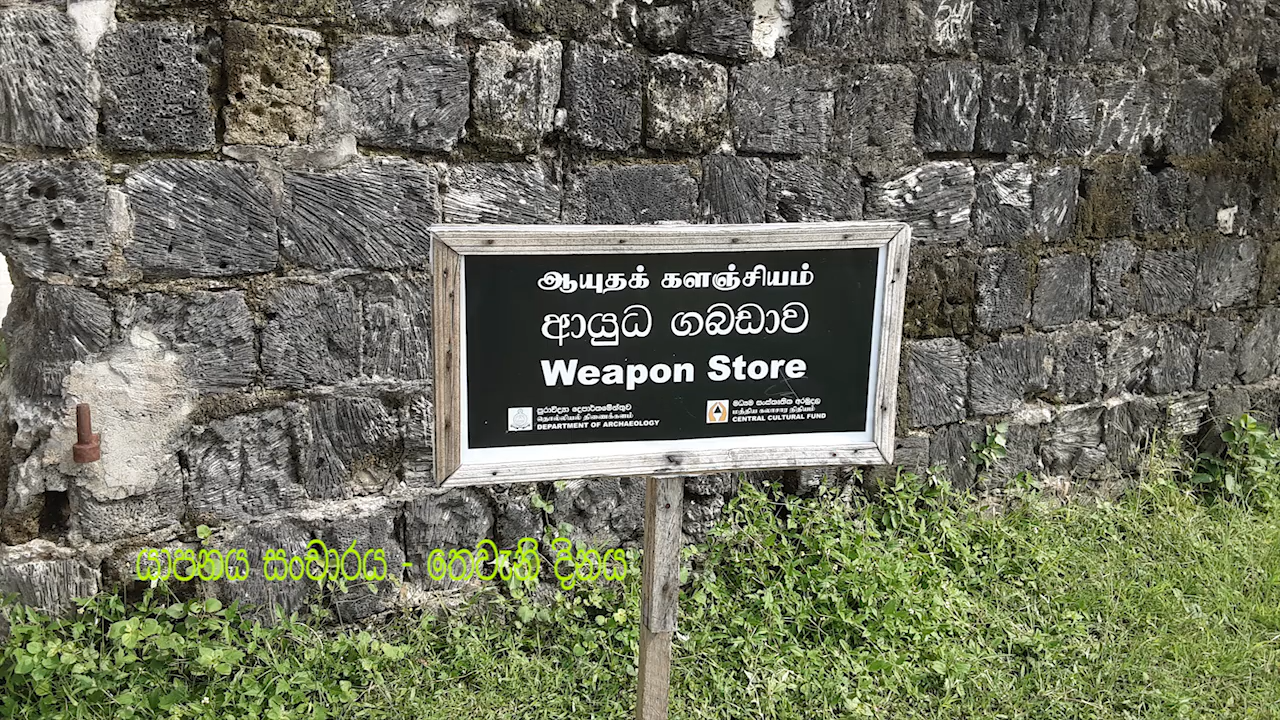 ஆயுதக் களஞ்சியம்
ආයුධ ගබඩාව
Weapon Store
පුරාවිද්‍යා දෙපාර්තමේන්තුව
தொல்லியல் திணைக்களம்
DEPARTMENT OF ARCHAEOLOGY
මධ්‍යම සංස්කෘතික අරමුදල
மத்திய கலாசார நிதியம்
CENTRAL CULTURAL FUND
යාපනය සංචාරය - තෙවැනි දිනය